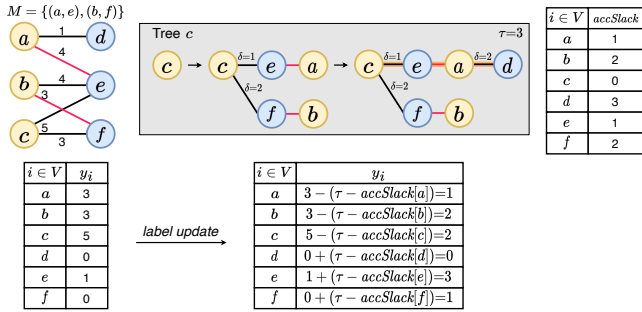 M = {(a, e), (b, f)}
a 1 d
4
b 4 e
3
c 5 3 f
Tree c τ=3
c → c δ=1 e a → c δ=1 e a δ=2 d
δ=2 δ=2
f b f b
i ∈ V accSlack
a 1
b 2
c 0
d 3
e 1
f 2
i ∈ V y_i
a 3
b 3
c 5
d 0
e 1
f 0
label update
i ∈ V y_i
a 3 − (τ − accSlack[a])=1
b 3 − (τ − accSlack[b])=2
c 5 − (τ − accSlack[c])=2
d 0 + (τ − accSlack[d])=0
e 1 + (τ − accSlack[e])=3
f 0 + (τ − accSlack[f])=1